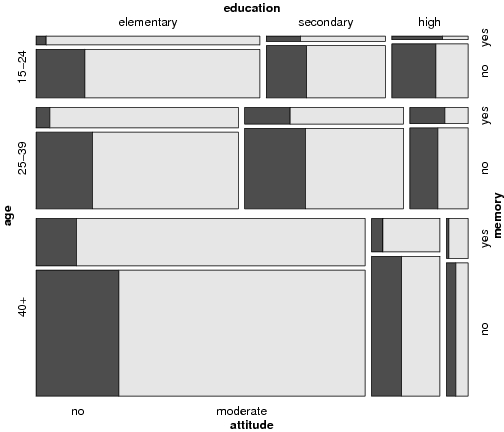 education
elementary secondary high
15−24
25−39
40+
age
yes
no
yes
no
yes
no
memory
no moderate
attitude